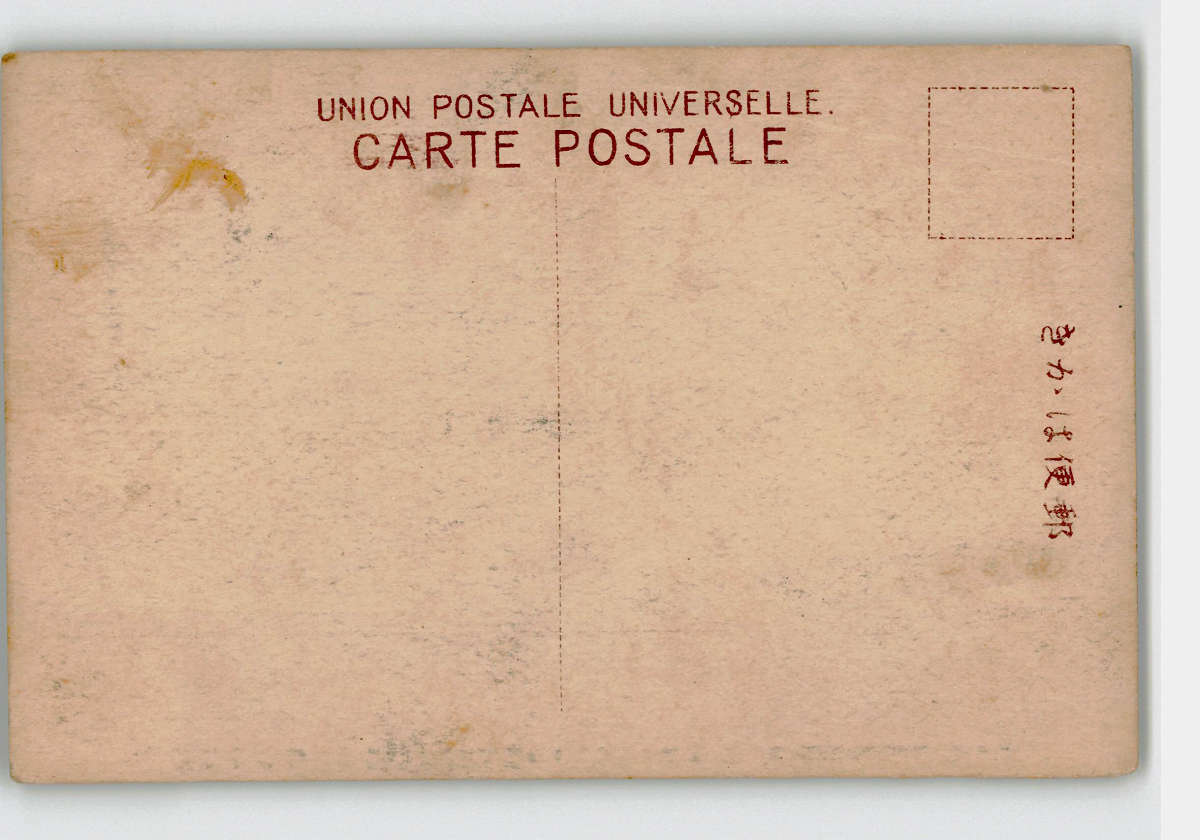 UNION POSTALE UNIVERSELLE.
CARTE POSTALE
郵便はかき